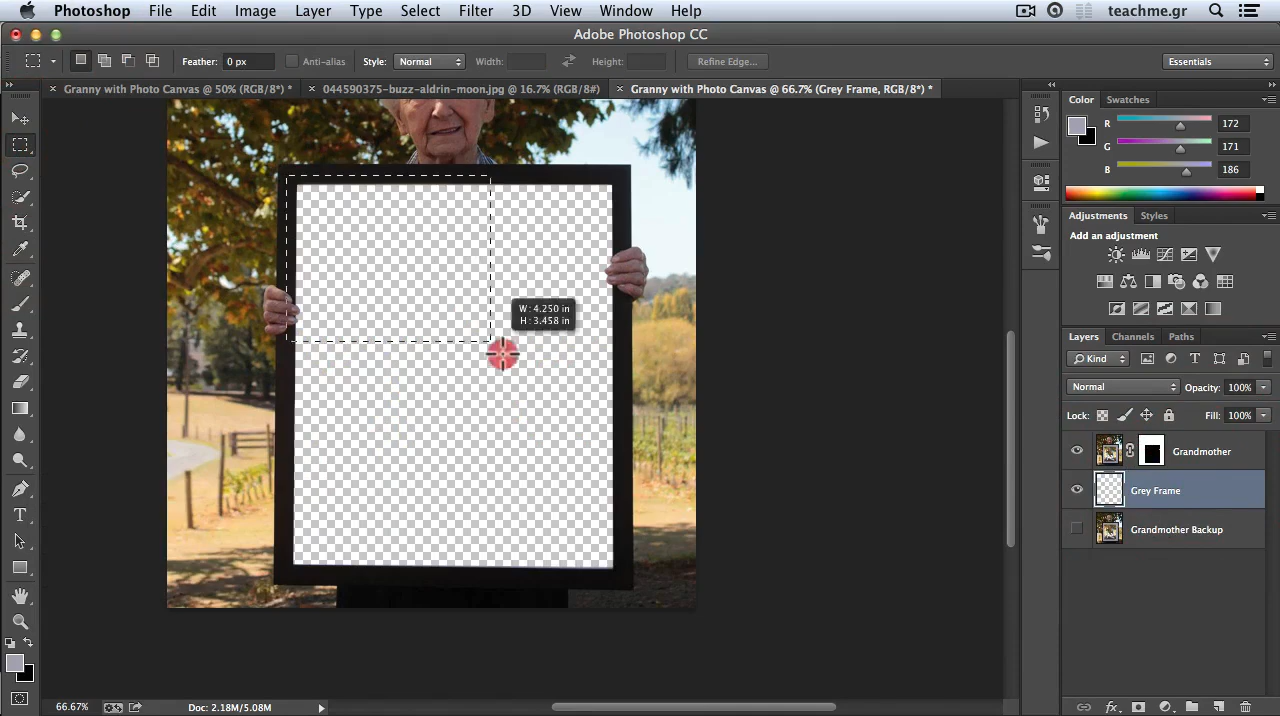 Photoshop File Edit Image Layer Type Select Filter 3D View Window Help teachme.gr
Adobe Photoshop CC
Feather: 0 px Anti-alias Style: Normal Width: Height: Refine Edge... Essentials
Granny with Photo Canvas @ 50% (RGB/8*) * 044590375-buzz-aldrin-moon.jpg @ 16.7% (RGB/8#) Granny with Photo Canvas @ 66.7% (Grey Frame, RGB/8*) *
Color Swatches
R 172
G 171
B 186
Adjustments Styles
Add an adjustment
W: 4.250 in
H: 3.458 in
Layers Channels Paths
Kind
Normal Opacity: 100%
Lock: Fill: 100%
Grandmother
Grey Frame
Grandmother Backup
66.67% Doc: 2.18M/5.08M